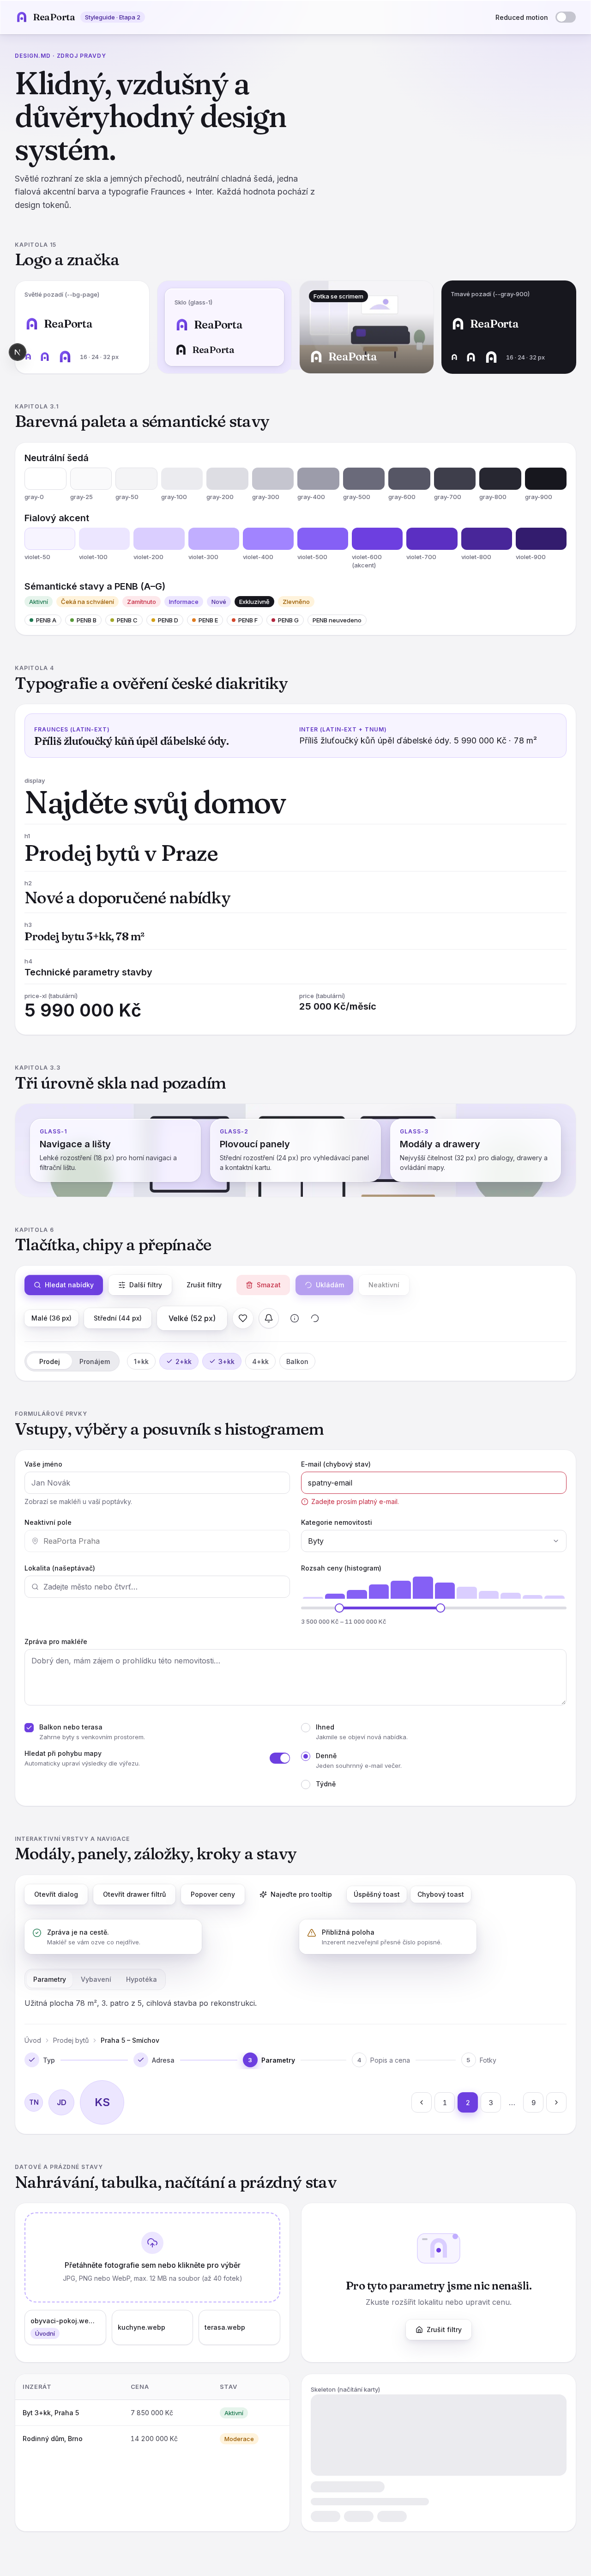 ReaPorta
Styleguide · Etapa 2
Reduced motion
DESIGN.MD · ZDROJ PRAVDY
Klidný, vzdušný a
důvěryhodný design
systém.
Světlé rozhraní ze skla a jemných přechodů, neutrální chladná šedá, jedna
fialová akcentní barva a typografie Fraunces + Inter. Každá hodnota pochází z
design tokenů.
KAPITOLA 15
Logo a značka
Světlé pozadí (--bg-page)
ReaPorta
16 · 24 · 32 px
Sklo (glass-1)
ReaPorta
ReaPorta
Fotka se scrimem
ReaPorta
Tmavé pozadí (--gray-900)
ReaPorta
16 · 24 · 32 px
N
KAPITOLA 3.1
Barevná paleta a sémantické stavy
Neutrální šedá
gray-0 gray-25 gray-50 gray-100 gray-200 gray-300 gray-400 gray-500 gray-600 gray-700 gray-800 gray-900
Fialový akcent
violet-50 violet-100 violet-200 violet-300 violet-400 violet-500 violet-600 violet-700 violet-800 violet-900
(akcent)
Sémantické stavy a PENB (A–G)
Aktivní Čeká na schválení Zamítnuto Informace Nové Exkluzivně Zlevněno
PENB A PENB B PENB C PENB D PENB E PENB F PENB G PENB neuvedeno
KAPITOLA 4
Typografie a ověření české diakritiky
FRAUNCES (LATIN-EXT)
Příliš žluťoučký kůň úpěl ďábelské ódy.
INTER (LATIN-EXT + TNUM)
Příliš žluťoučký kůň úpěl ďábelské ódy. 5 990 000 Kč · 78 m²
display
Najděte svůj domov
h1
Prodej bytů v Praze
h2
Nové a doporučené nabídky
h3
Prodej bytu 3+kk, 78 m²
h4
Technické parametry stavby
price-xl (tabulární)
5 990 000 Kč
price (tabulární)
25 000 Kč/měsíc
KAPITOLA 3.3
Tři úrovně skla nad pozadím
GLASS-1
Navigace a lišty
Lehké rozostření (18 px) pro horní navigaci a
filtrační lištu.
GLASS-2
Plovoucí panely
Střední rozostření (24 px) pro vyhledávací panel
a kontaktní kartu.
GLASS-3
Modály a drawery
Nejvyšší čitelnost (32 px) pro dialogy, drawery a
ovládání mapy.
KAPITOLA 6
Tlačítka, chipy a přepínače
Hledat nabídky Další filtry Zrušit filtry Smazat Ukládám Neaktivní
Malé (36 px) Střední (44 px) Velké (52 px)
Prodej Pronájem 1+kk 2+kk 3+kk 4+kk Balkon
FORMULÁŘOVÉ PRVKY
Vstupy, výběry a posuvník s histogramem
Vaše jméno
Jan Novák
Zobrazí se makléři u vaší poptávky.
E-mail (chybový stav)
spatny-email
Zadejte prosím platný e-mail.
Neaktivní pole
ReaPorta Praha
Kategorie nemovitosti
Byty
Lokalita (našeptávač)
Zadejte město nebo čtvrť…
Rozsah ceny (histogram)
3 500 000 Kč – 11 000 000 Kč
Zpráva pro makléře
Dobrý den, mám zájem o prohlídku této nemovitosti…
Balkon nebo terasa
Zahrne byty s venkovním prostorem.
Hledat při pohybu mapy
Automaticky upraví výsledky dle výřezu.
Ihned
Jakmile se objeví nová nabídka.
Denně
Jeden souhrnný e-mail večer.
Týdně
INTERAKTIVNÍ VRSTVY A NAVIGACE
Modály, panely, záložky, kroky a stavy
Otevřít dialog Otevřít drawer filtrů Popover ceny Najeďte pro tooltip Úspěšný toast Chybový toast
Zpráva je na cestě.
Makléř se vám ozve co nejdříve.
Přibližná poloha
Inzerent nezveřejnil přesné číslo popisné.
Parametry Vybavení Hypotéka
Užitná plocha 78 m², 3. patro z 5, cihlová stavba po rekonstrukci.
Úvod Prodej bytů Praha 5 – Smíchov
Typ Adresa 3 Parametry 4 Popis a cena 5 Fotky
TN JD KS
1 2 3 … 9
DATOVÉ A PRÁZDNÉ STAVY
Nahrávání, tabulka, načítání a prázdný stav
Přetáhněte fotografie sem nebo klikněte pro výběr
JPG, PNG nebo WebP, max. 12 MB na soubor (až 40 fotek)
obyvaci-pokoj.we…
Úvodní
kuchyne.webp
terasa.webp
Pro tyto parametry jsme nic nenašli.
Zkuste rozšířit lokalitu nebo upravit cenu.
Zrušit filtry
INZERÁT CENA STAV
Byt 3+kk, Praha 5 7 850 000 Kč Aktivní
Rodinný dům, Brno 14 200 000 Kč Moderace
Skeleton (načítání karty)